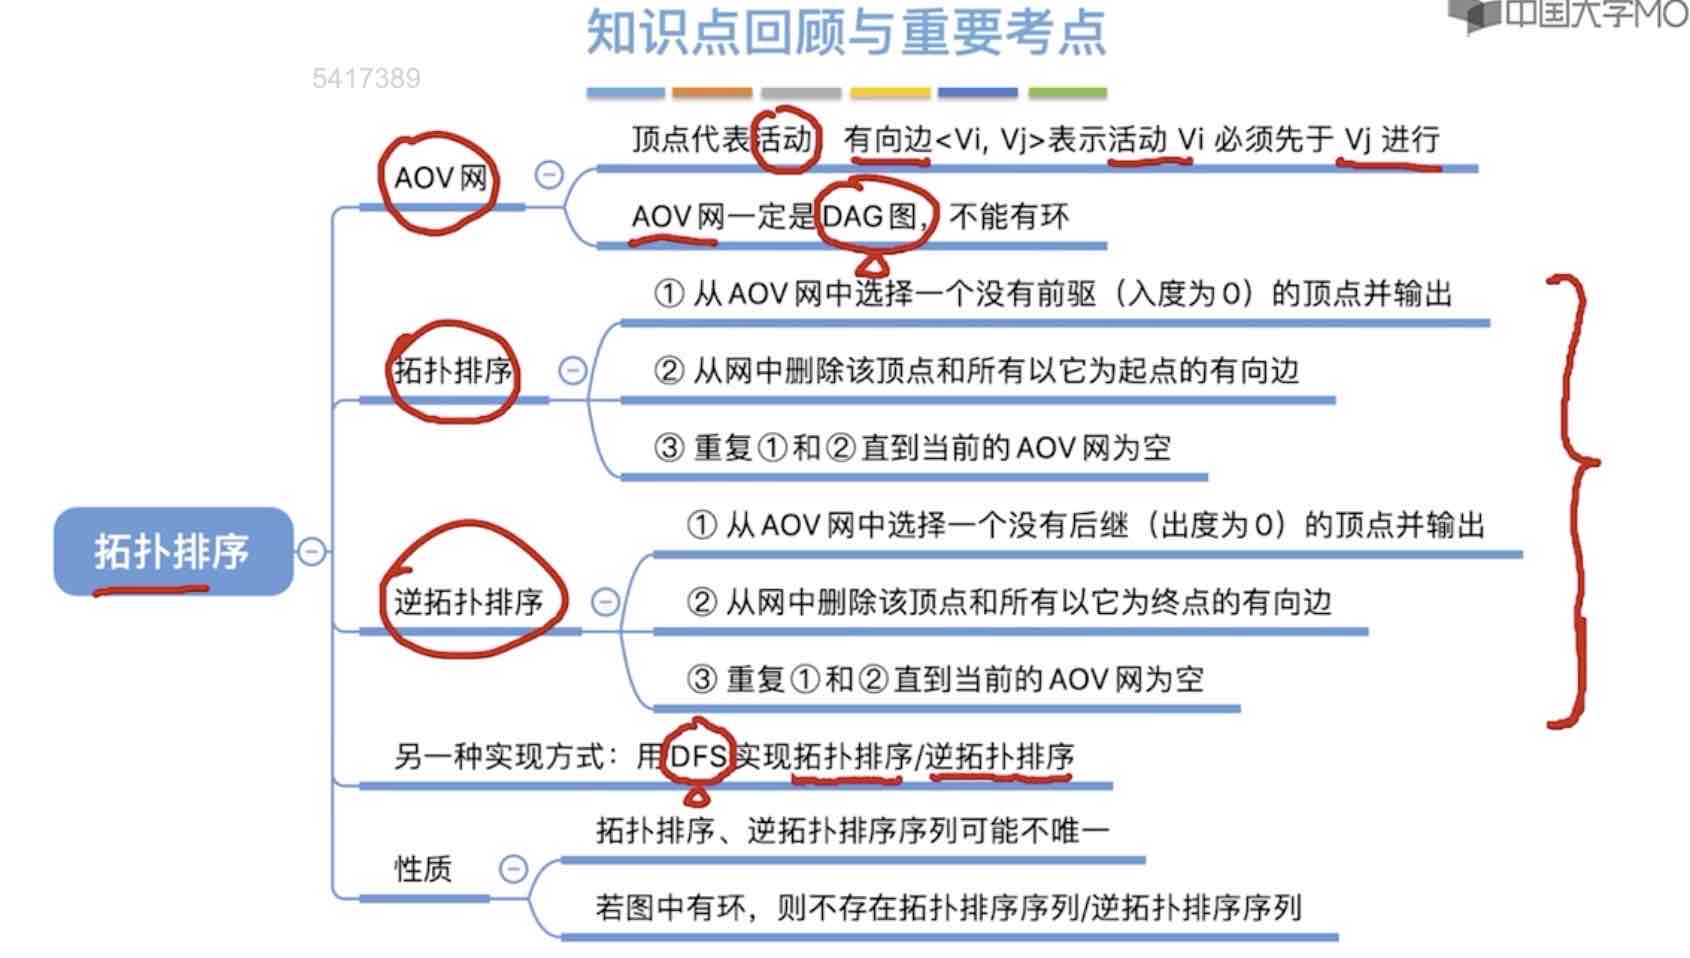 知识点回顾与重要考点
中国大学MO
5417389
顶点代表活动 有向边<Vi, Vj>表示活动 Vi 必须先于 Vj 进行
AOV网
AOV网一定是DAG图，不能有环
① 从AOV网中选择一个没有前驱（入度为0）的顶点并输出
拓扑排序
② 从网中删除该顶点和所有以它为起点的有向边
③ 重复①和②直到当前的AOV网为空
拓扑排序
① 从AOV网中选择一个没有后继（出度为0）的顶点并输出
逆拓扑排序
② 从网中删除该顶点和所有以它为终点的有向边
③ 重复①和②直到当前的AOV网为空
另一种实现方式：用DFS实现拓扑排序/逆拓扑排序
拓扑排序、逆拓扑排序序列可能不唯一
性质
若图中有环，则不存在拓扑排序序列/逆拓扑排序序列